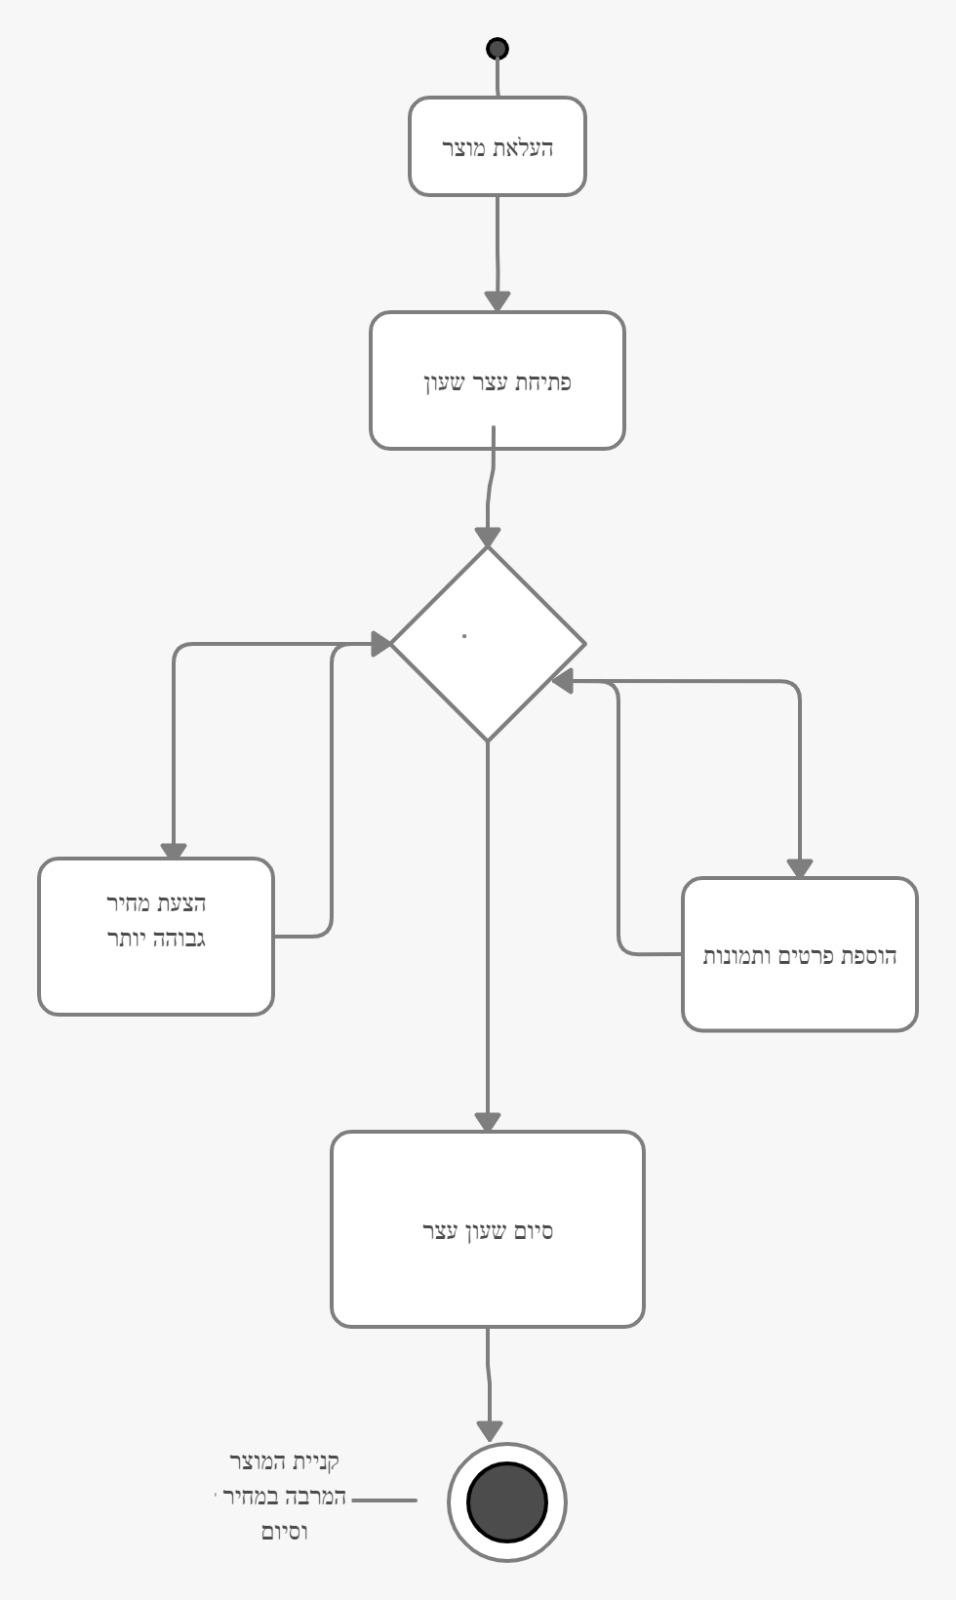 העלאת מוצר
פתיחת עצר שעון
הצעת מחיר
גבוהה יותר
הוספת פרטים ותמונות
סיום שעון עצר
קניית המוצר
המרבה במחיר
וסיום